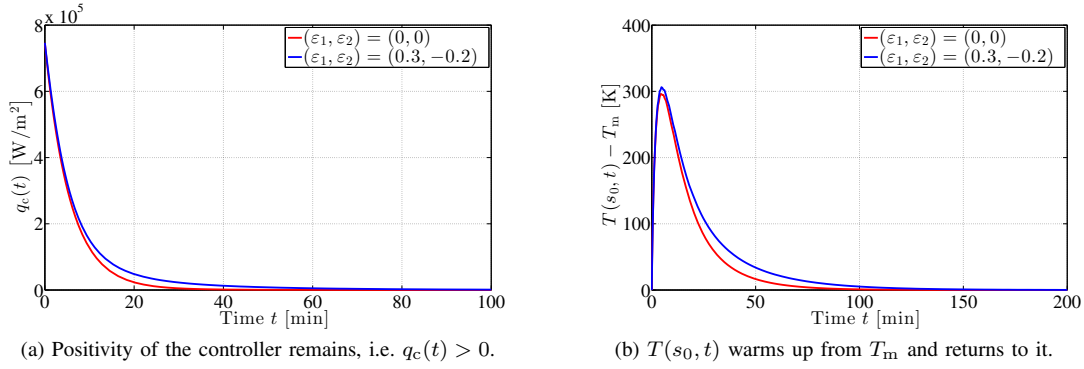 × 10⁵
8
6
4
2
0
q_c(t) [W/m²]
(ε₁, ε₂) = (0, 0)
(ε₁, ε₂) = (0.3, −0.2)
0 20 40 60 80 100
Time t [min]
(a) Positivity of the controller remains, i.e. q_c(t) > 0.
400
300
200
100
0
T(s₀, t) − T_m [K]
(ε₁, ε₂) = (0, 0)
(ε₁, ε₂) = (0.3, −0.2)
0 50 100 150 200
Time t [min]
(b) T(s₀, t) warms up from T_m and returns to it.